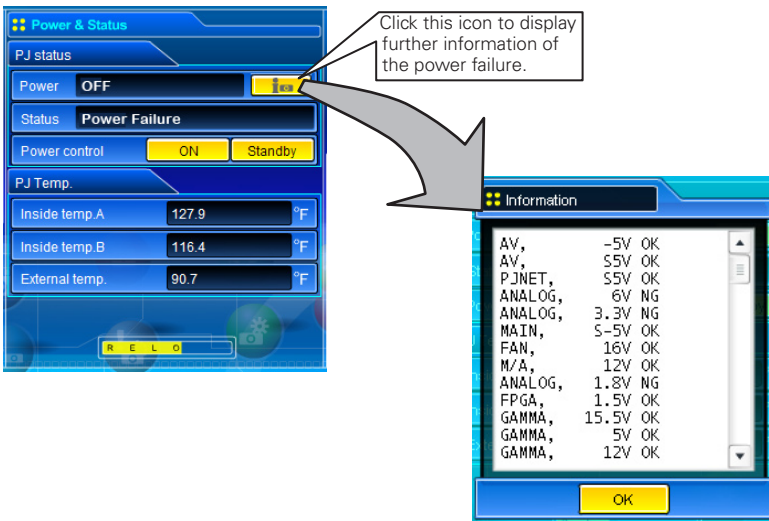 Power & Status
PJ status
Power OFF
Status Power Failure
Power control ON Standby
PJ Temp.
Inside temp.A 127.9 °F
Inside temp.B 116.4 °F
External temp. 90.7 °F
R E L O
Click this icon to display
further information of
the power failure.
Information
AV, -5V OK
AV, S5V OK
PJNET, S5V OK
ANALOG, 6V NG
ANALOG, 3.3V NG
MAIN, S-5V OK
FAN, 16V OK
M/A, 12V OK
ANALOG, 1.8V NG
FPGA, 1.5V OK
GAMMA, 15.5V OK
GAMMA, 5V OK
GAMMA, 12V OK
OK